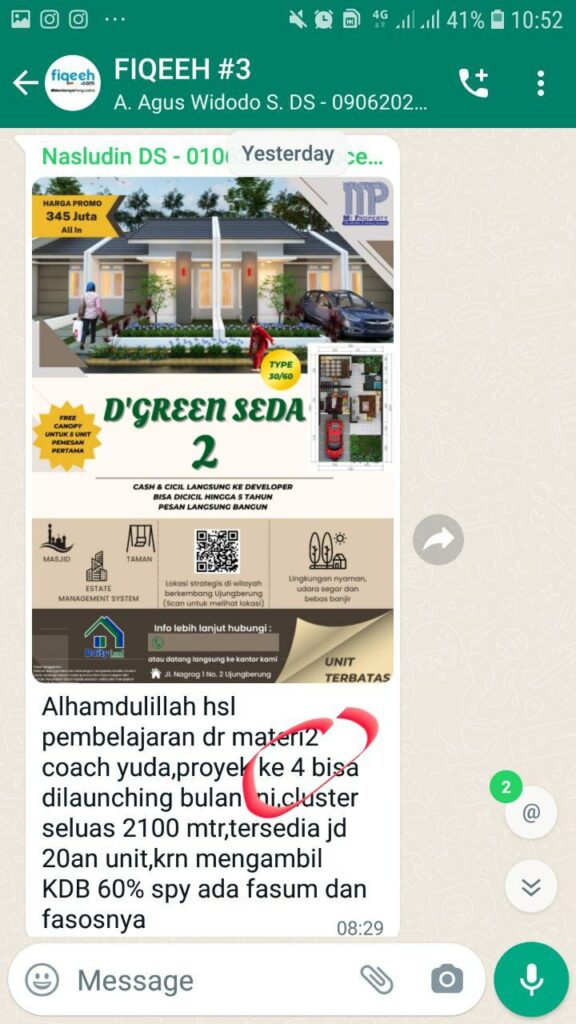 4G
41%
10:52
fiqeeh
.com
FIQEEH #3
A. Agus Widodo S. DS - 0906202...
Nasludin DS - 010
Yesterday
ce...
HARGA PROMO
345 Juta
All In
MP
TYPE
30/60
FREE
CANOPY
UNTUK 5 UNIT
PEMESAN
PERTAMA
D'GREEN SEDA
2
CASH & CICIL LANGSUNG KE DEVELOPER
BISA DICICIL HINGGA 5 TAHUN
PESAN LANGSUNG BANGUN
MASJID
TAMAN
ESTATE
MANAGEMENT SYSTEM
Lokasi strategis di wilayah
berkembang Ujungberung
(Scan untuk melihat lokasi)
Lingkungan nyaman,
udara segar dan
bebas banjir
Info lebih lanjut hubungi :
atau datang langsung ke kantor kami
Jl. Nagrog 1 No. 2 Ujungberung
UNIT
TERBATAS
Alhamdulillah hsl
pembelajaran dr materi2
coach yuda,proyek ke 4 bisa
dilaunching bulan ini,cluster
seluas 2100 mtr,tersedia jd
20an unit,krn mengambil
KDB 60% spy ada fasum dan
fasosnya
08:29
2
@
Message